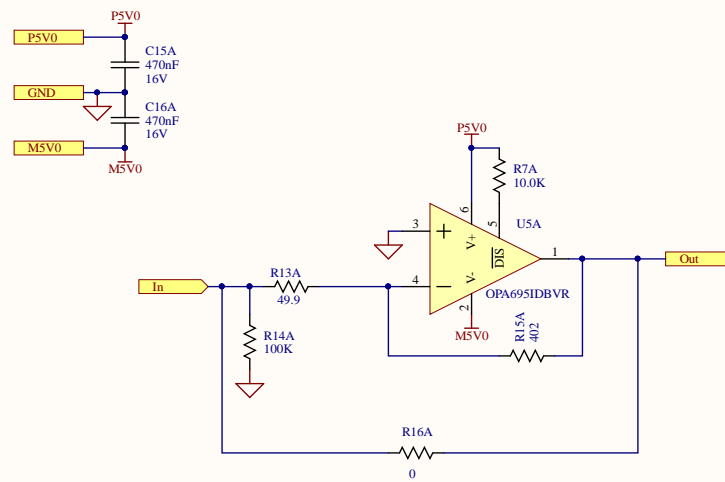 P5V0
P5V0
C15A
470nF
16V
GND
C16A
470nF
16V
M5V0
M5V0
P5V0
R7A
10.0K
6
5
U5A
3
V+
DIS
1
Out
In
R13A
49.9
4
V-
OPA695IDBVR
2
M5V0
R15A
402
R14A
100K
R16A
0